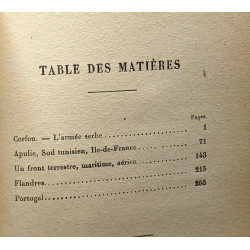 TABLE DES MATIÈRES
Pages.
Corfou. — L'armée serbe 1
Apulie, Sud tunisien, Ile-de-France 71
Un front terrestre, maritime, aérien 143
Flandres 215
Portugal 255